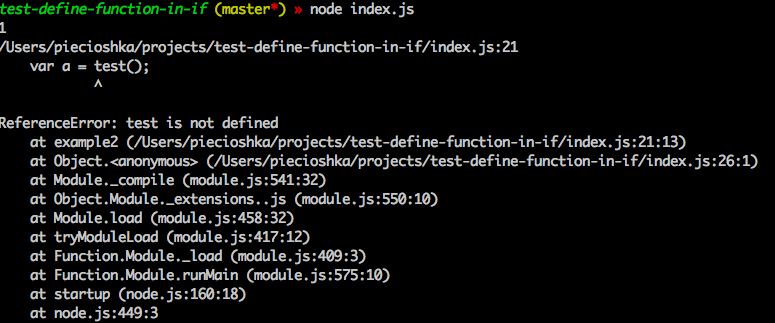 test-define-function-in-if (master*) » node index.js
1
/Users/piecioshka/projects/test-define-function-in-if/index.js:21
    var a = test();
            ^
ReferenceError: test is not defined
    at example2 (/Users/piecioshka/projects/test-define-function-in-if/index.js:21:13)
    at Object.<anonymous> (/Users/piecioshka/projects/test-define-function-in-if/index.js:26:1)
    at Module._compile (module.js:541:32)
    at Object.Module._extensions..js (module.js:550:10)
    at Module.load (module.js:458:32)
    at tryModuleLoad (module.js:417:12)
    at Function.Module._load (module.js:409:3)
    at Function.Module.runMain (module.js:575:10)
    at startup (node.js:160:18)
    at node.js:449:3